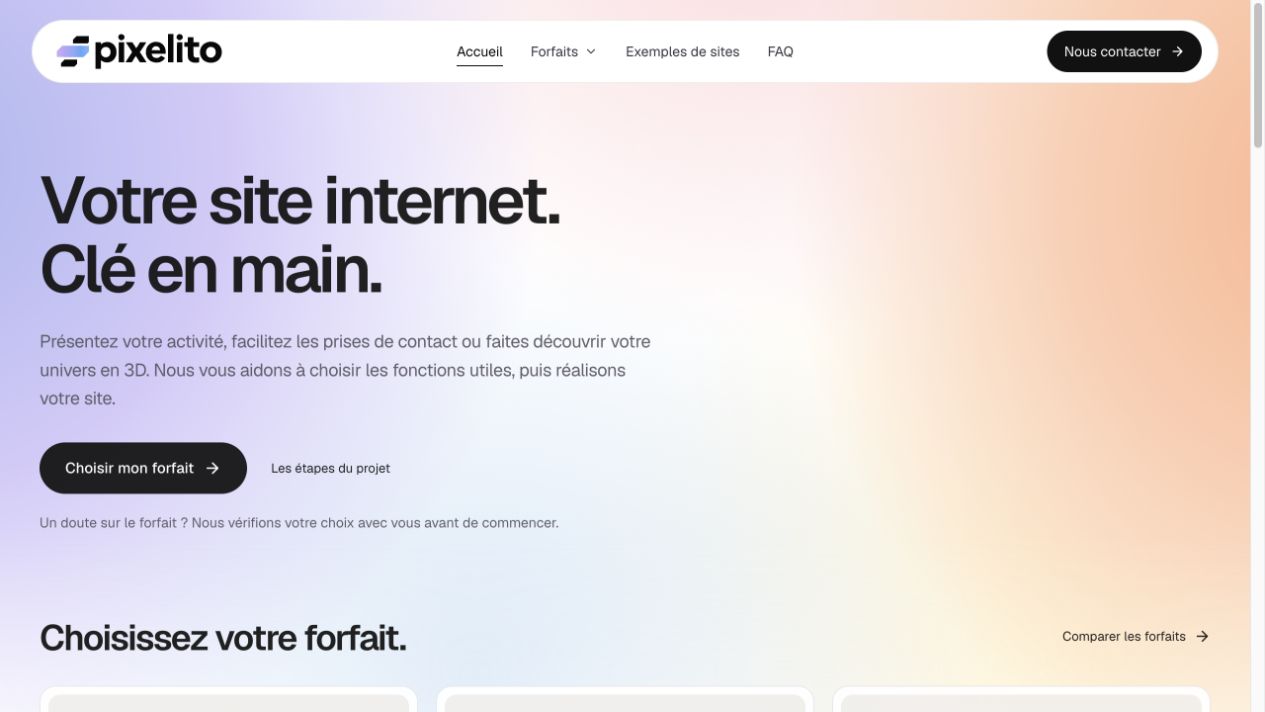 pixelito
Accueil
Forfaits
Exemples de sites
FAQ
Nous contacter
Votre site internet.
Clé en main.
Présentez votre activité, facilitez les prises de contact ou faites découvrir votre
univers en 3D. Nous vous aidons à choisir les fonctions utiles, puis réalisons
votre site.
Choisir mon forfait
Les étapes du projet
Un doute sur le forfait ? Nous vérifions votre choix avec vous avant de commencer.
Choisissez votre forfait.
Comparer les forfaits